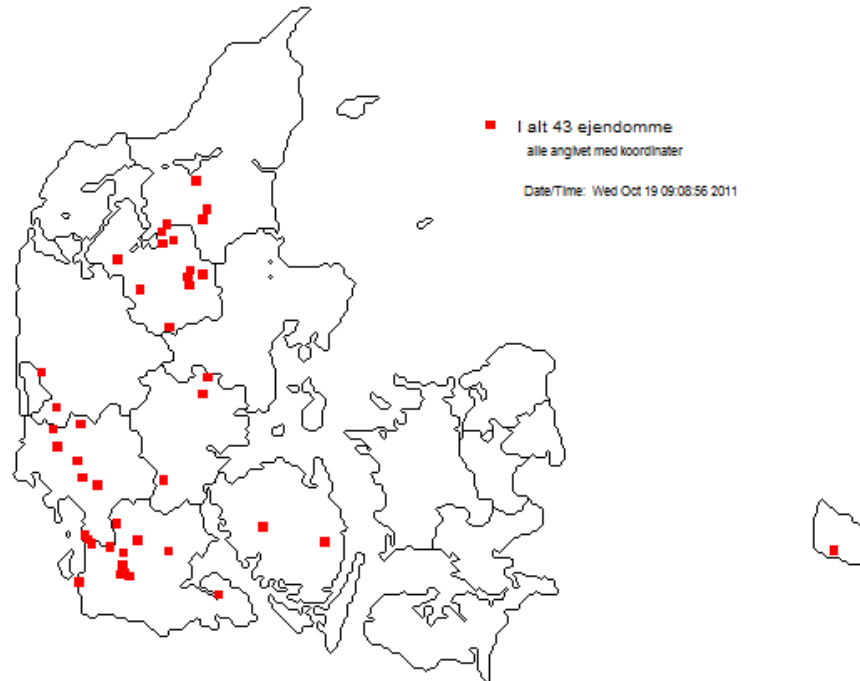 I alt 43 ejendomme
alle angivet med koordinater
Date/Time: Wed Oct 19 09:08:56 2011